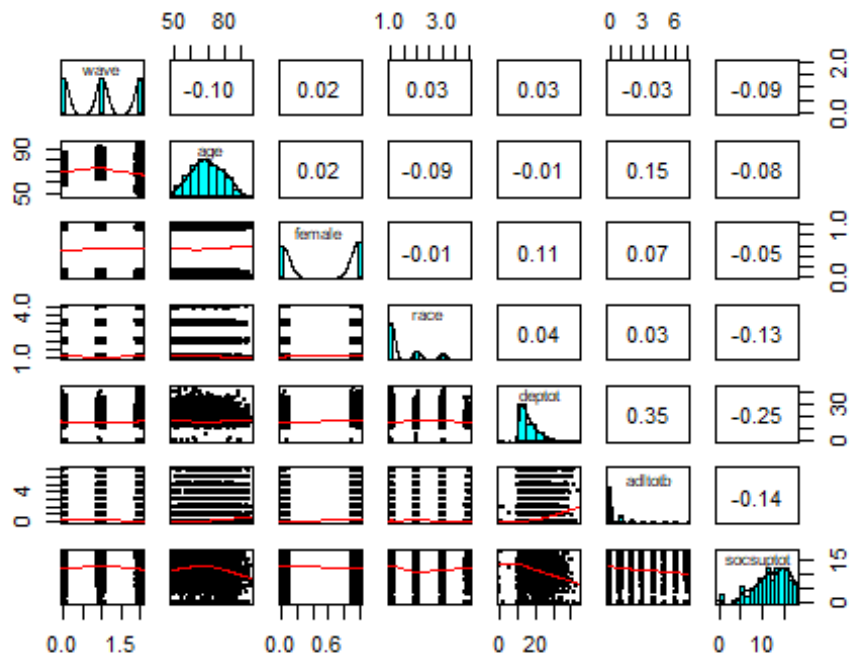 50 80 1.0 3.0 0 3 6
wave -0.10 0.02 0.03 0.03 -0.03 -0.09 0.0 2.0
50 90 age 0.02 -0.09 -0.01 0.15 -0.08
female -0.01 0.11 0.07 -0.05 0.0 1.0
1.0 4.0 race 0.04 0.03 -0.13
deptot 0.35 -0.25 0 30
0 4 adltotb -0.14
socsuptot 0 15
0.0 1.5 0.0 0.6 0 20 0 10